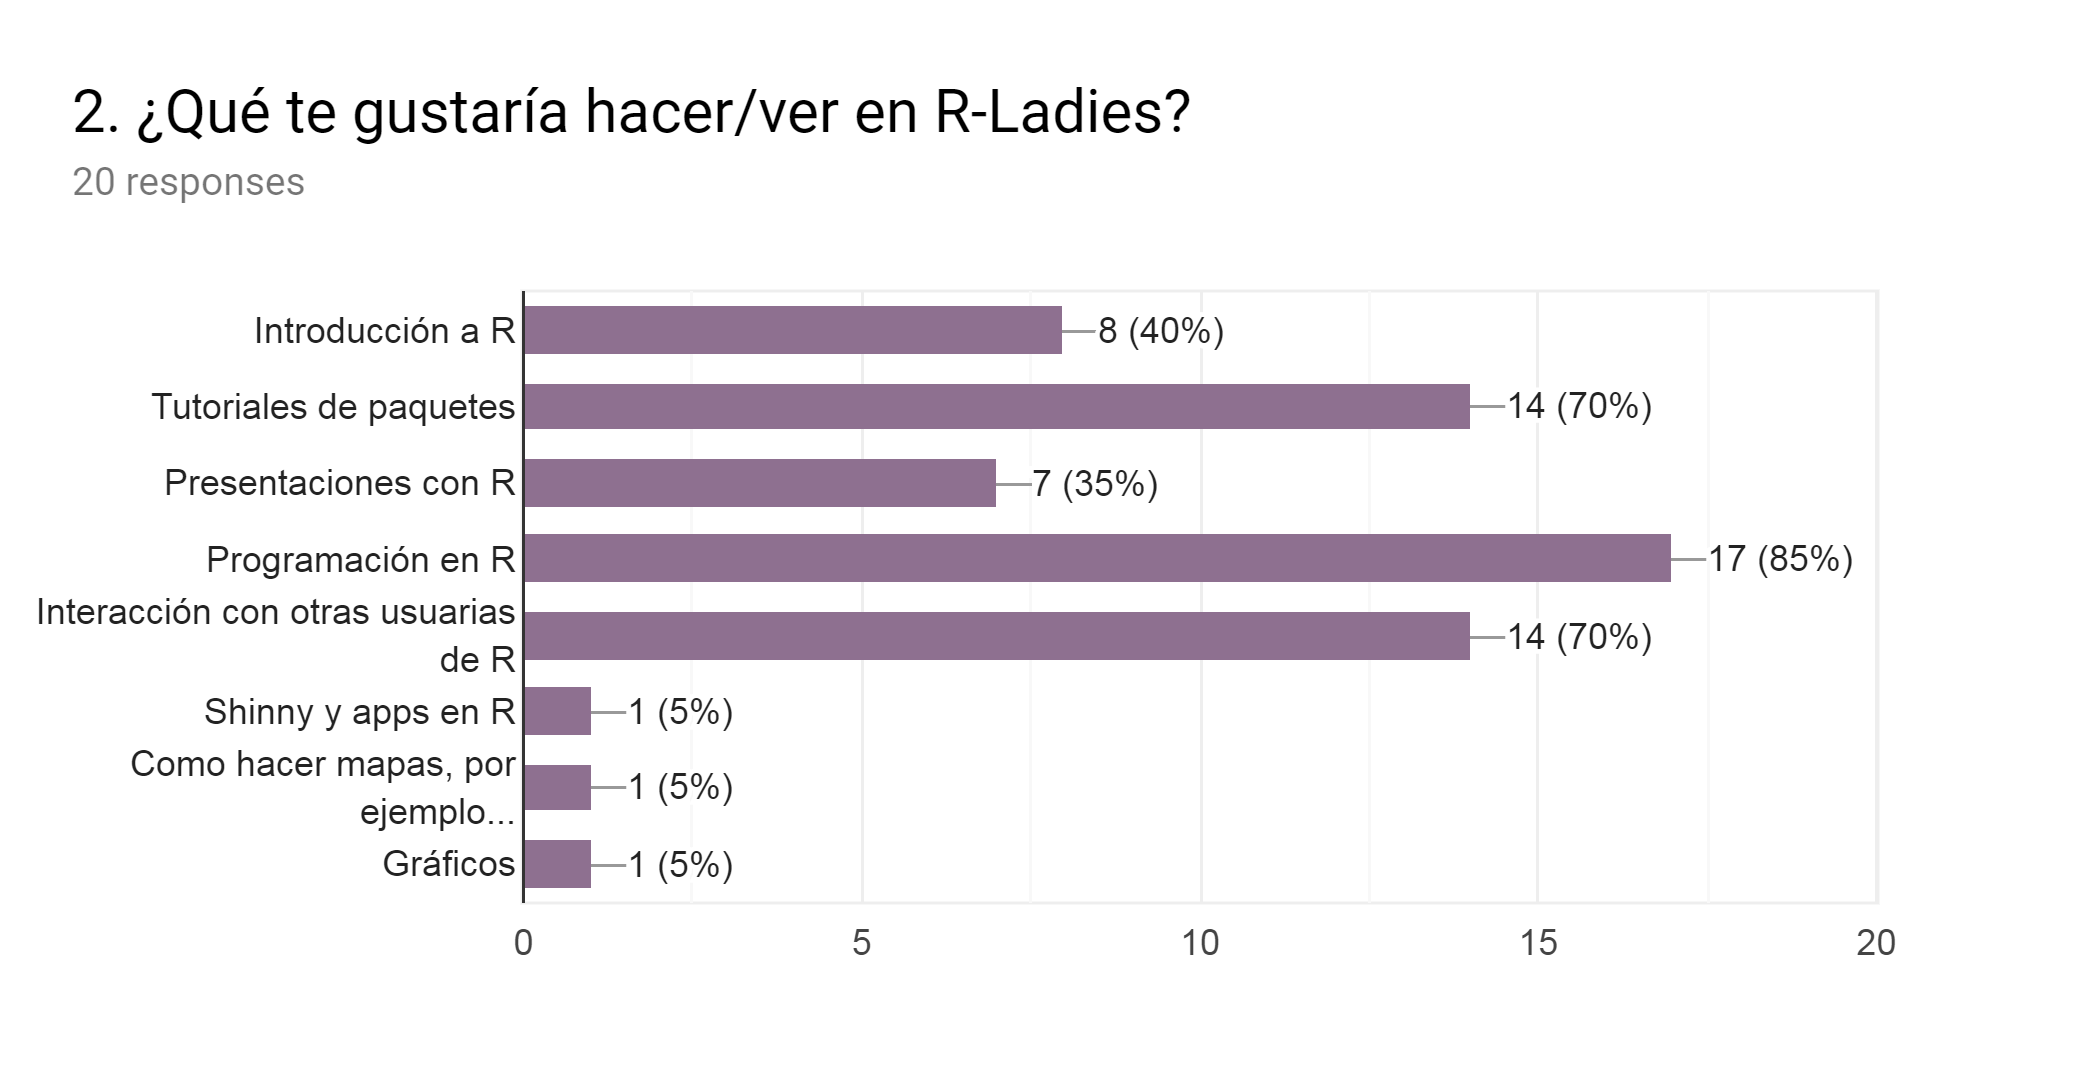 2. ¿Qué te gustaría hacer/ver en R-Ladies?
20 responses
Introducción a R
8 (40%)
Tutoriales de paquetes
14 (70%)
Presentaciones con R
7 (35%)
Programación en R
17 (85%)
Interacción con otras usuarias
de R
14 (70%)
Shinny y apps en R
1 (5%)
Como hacer mapas, por
ejemplo...
1 (5%)
Gráficos
1 (5%)
0 5 10 15 20